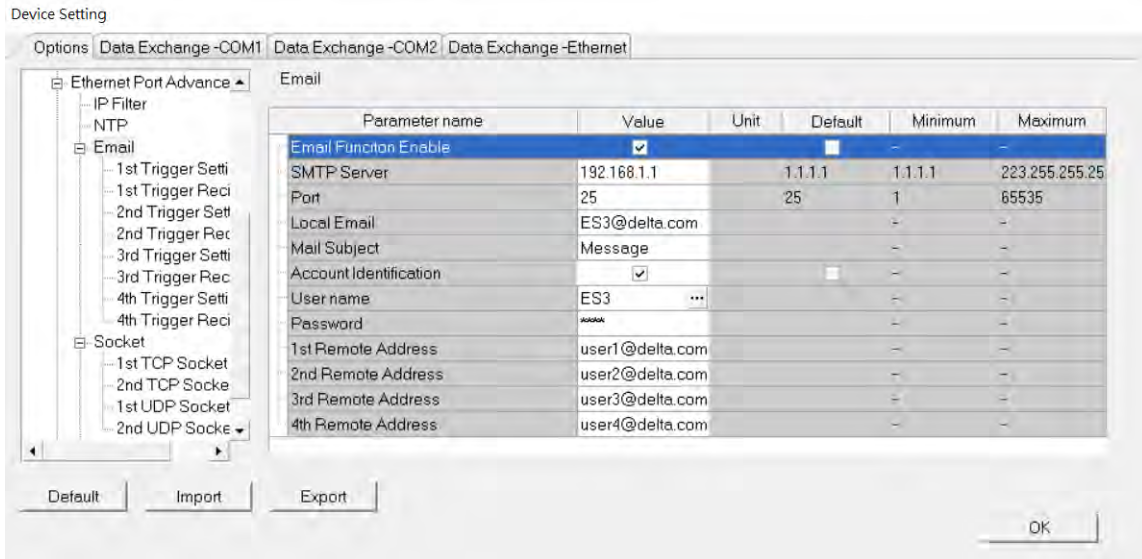 Device Setting
Options Data Exchange -COM1 Data Exchange -COM2 Data Exchange -Ethernet
Ethernet Port Advance
IP Filter
NTP
Email
1st Trigger Setti
1st Trigger Reci
2nd Trigger Sett
2nd Trigger Rec
3rd Trigger Setti
3rd Trigger Rec
4th Trigger Setti
4th Trigger Reci
Socket
1st TCP Socket
2nd TCP Socke
1st UDP Socket
2nd UDP Socke
Email
Parameter name Value Unit Default Minimum Maximum
Email Funciton Enable – –
SMTP Server 192.168.1.1 1.1.1.1 1.1.1.1 223.255.255.25
Port 25 25 1 65535
Local Email ES3@delta.com – –
Mail Subject Message – –
Account Identification – –
User name ES3 ... – –
Password **** – –
1st Remote Address user1@delta.com – –
2nd Remote Address user2@delta.com – –
3rd Remote Address user3@delta.com – –
4th Remote Address user4@delta.com – –
Default Import Export
OK